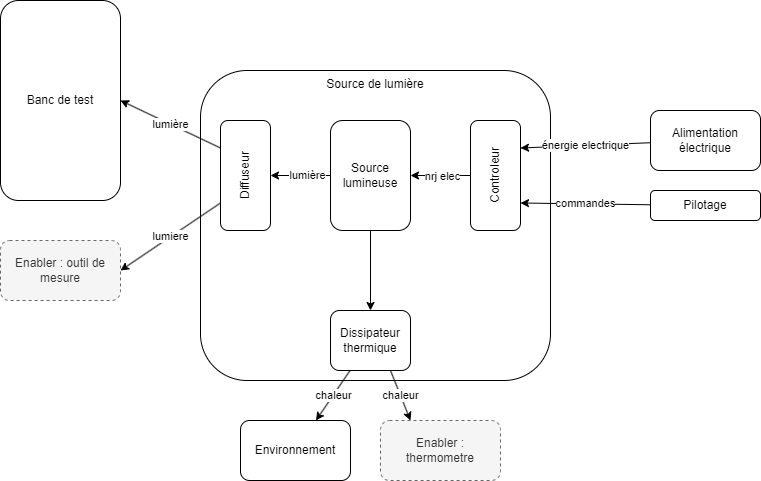 Source de lumière
Banc de test
lumière
Diffuseur
lumière
Source
lumineuse
nrj elec
Controleur
énergie electrique
Alimentation
électrique
commandes
Pilotage
lumiere
Enabler : outil de
mesure
Dissipateur
thermique
chaleur
chaleur
Environnement
Enabler :
thermometre